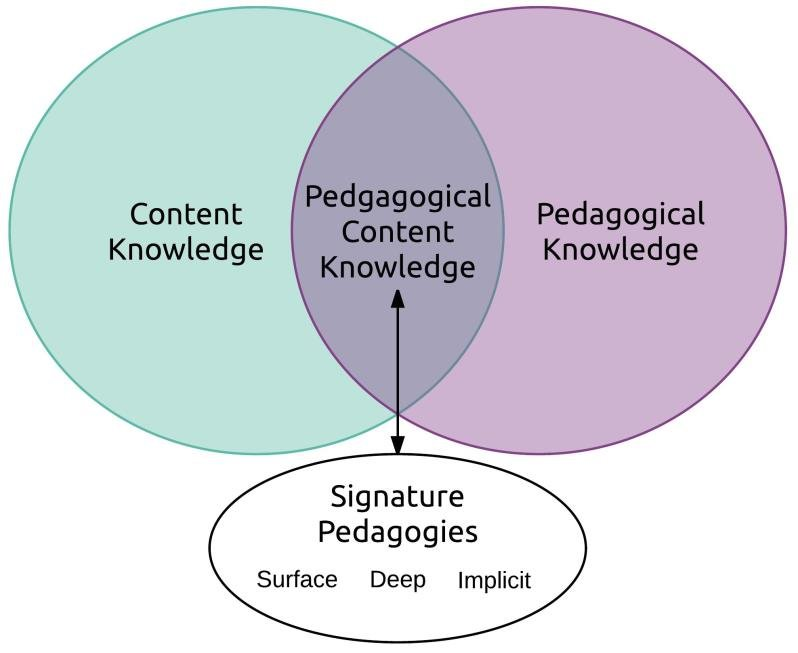 Content
Knowledge
Pedgagogical
Content
Knowledge
Pedagogical
Knowledge
Signature
Pedagogies
Surface Deep Implicit